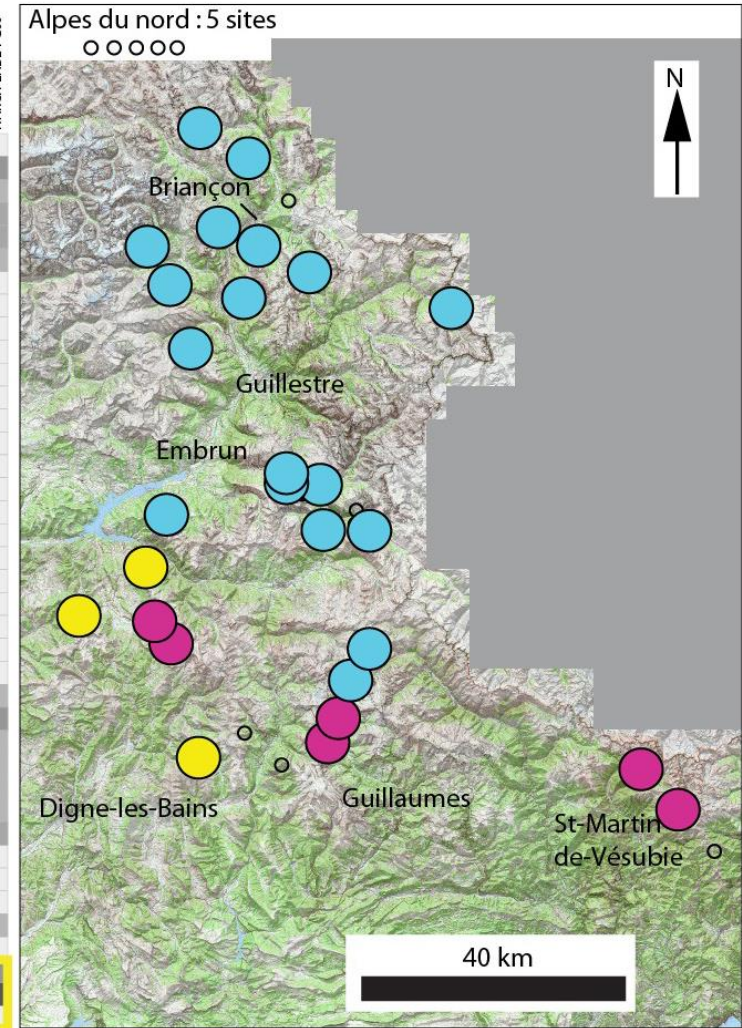 Alpes du nord : 5 sites
N
Briançon
Guillestre
Embrun
Digne-les-Bains
Guillaumes
St-Martin
de-Vésubie
40 km